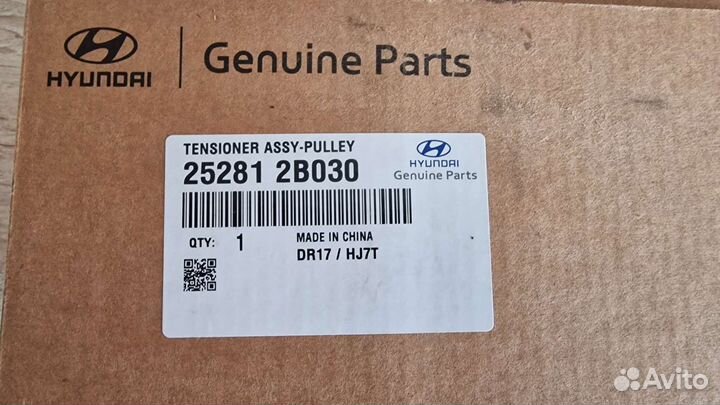 HYUNDAI
Genuine Parts
TENSIONER ASSY-PULLEY
25281 2B030
HYUNDAI
Genuine Parts
QTY: 1
MADE IN CHINA
DR17 / HJ7T
Avito